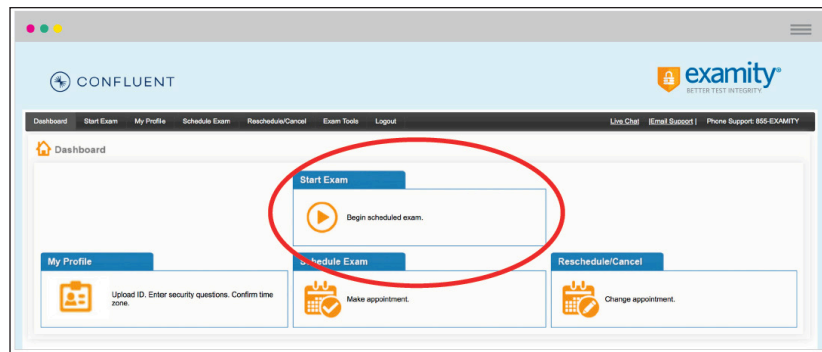 CONFLUENT
examity®
BETTER TEST INTEGRITY
Dashboard Start Exam My Profile Schedule Exam Reschedule/Cancel Exam Tools Logout Live Chat |Email Support | Phone Support: 855-EXAMITY
Dashboard
Start Exam
Begin scheduled exam.
My Profile
Upload ID. Enter security questions. Confirm time
zone.
Schedule Exam
Make appointment.
Reschedule/Cancel
Change appointment.